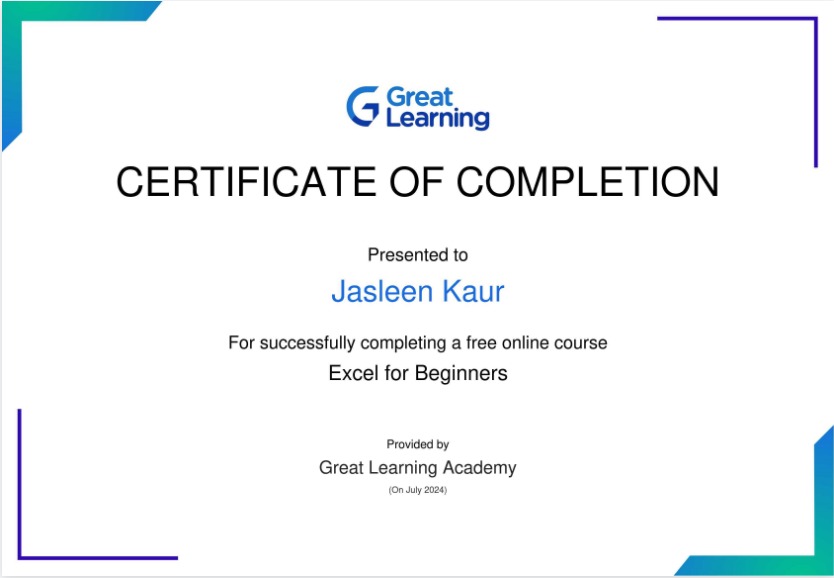 Great
Learning
CERTIFICATE OF COMPLETION
Presented to
Jasleen Kaur
For successfully completing a free online course
Excel for Beginners
Provided by
Great Learning Academy
(On July 2024)